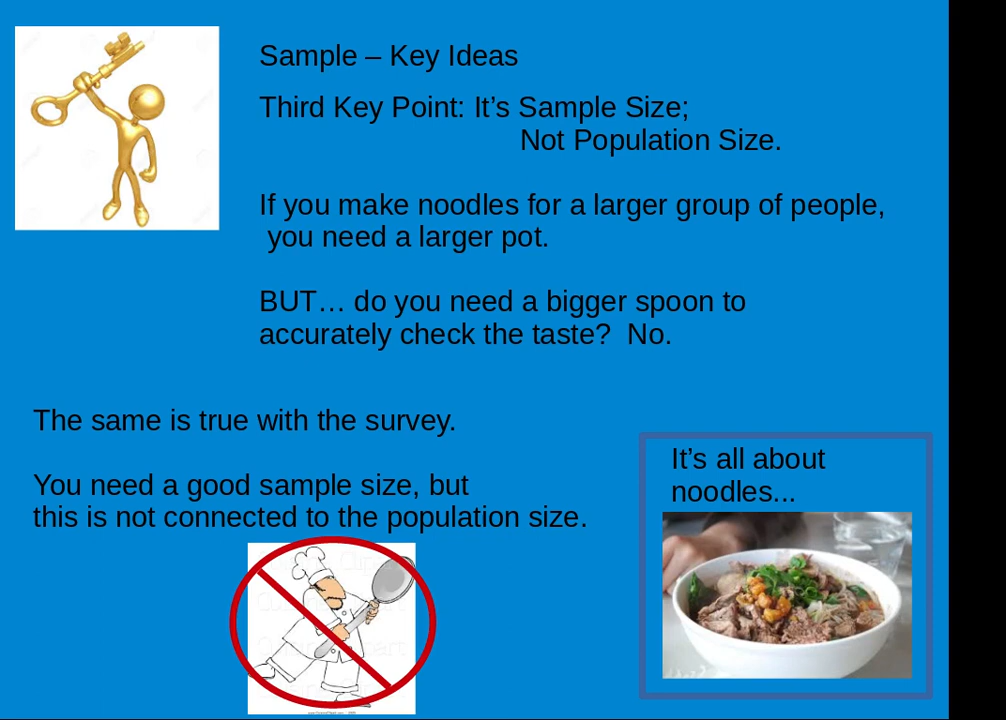 Sample – Key Ideas
Third Key Point: It’s Sample Size;
Not Population Size.
If you make noodles for a larger group of people,
you need a larger pot.
BUT… do you need a bigger spoon to
accurately check the taste?  No.
The same is true with the survey.
You need a good sample size, but
this is not connected to the population size.
It’s all about
noodles...